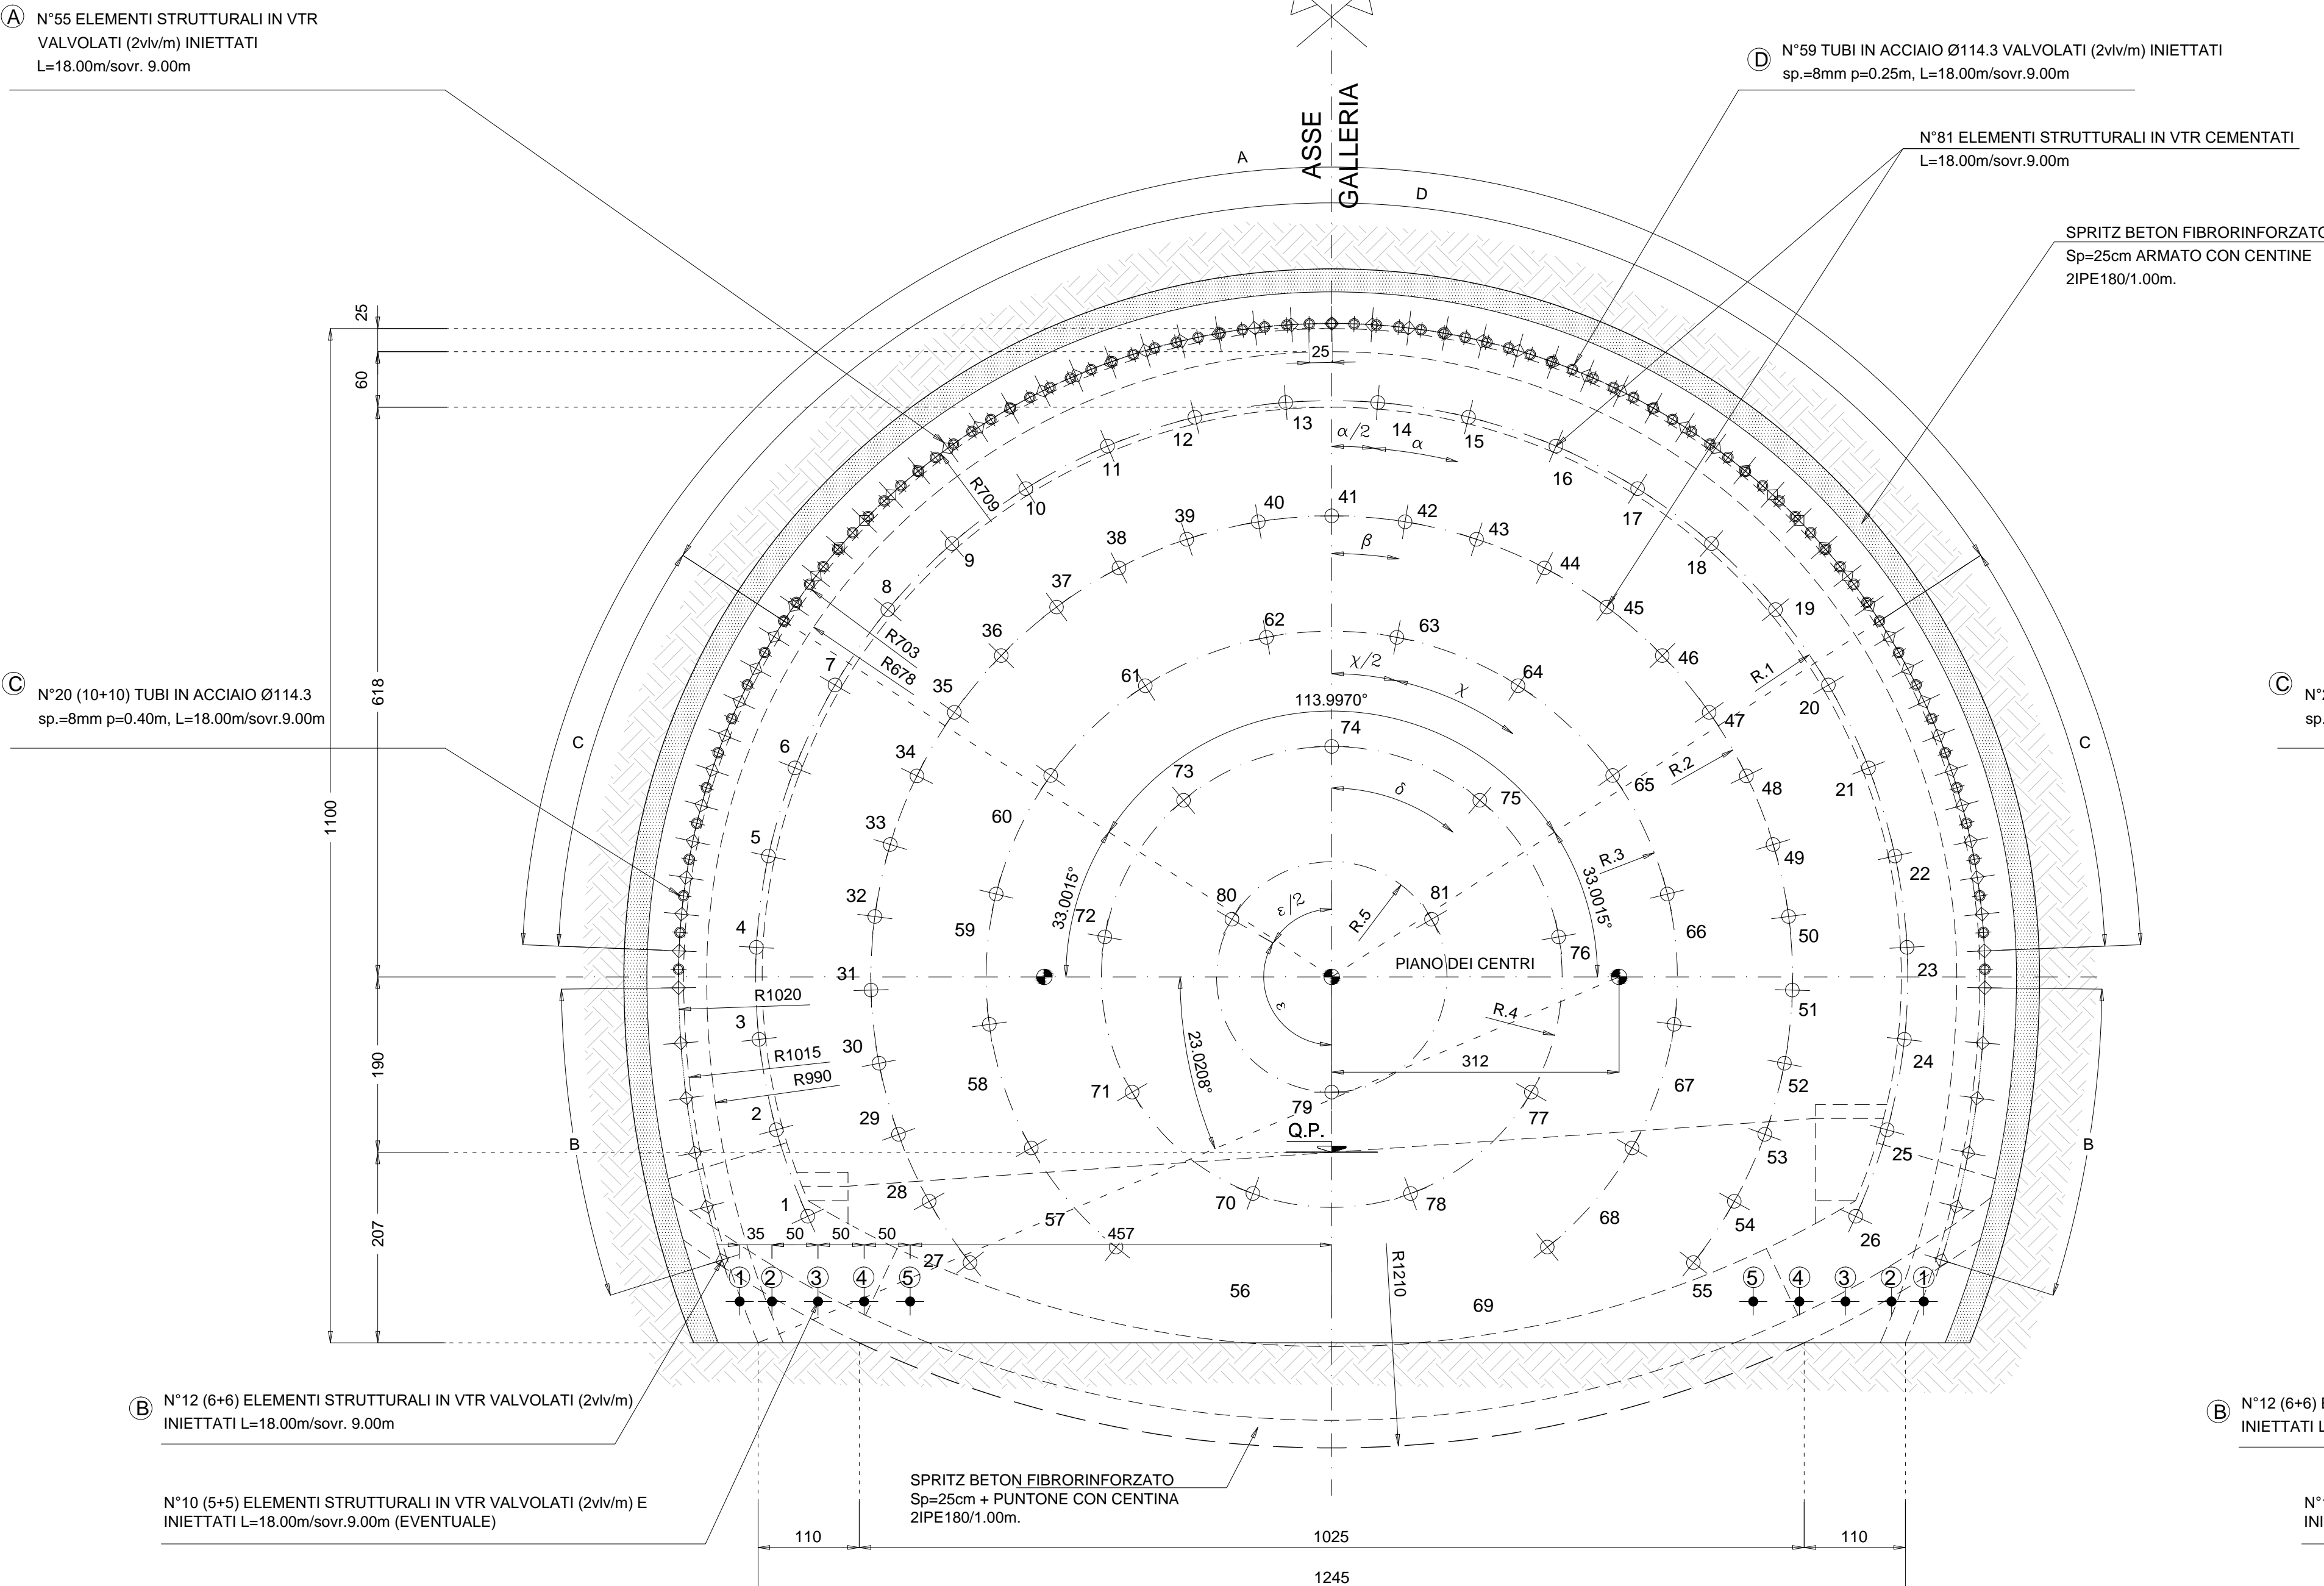 A
N°55 ELEMENTI STRUTTURALI IN VTR
VALVOLATI (2vlv/m) INIETTATI
L=18.00m/sovr. 9.00m
D
N°59 TUBI IN ACCIAIO Ø114.3 VALVOLATI (2vlv/m) INIETTATI
sp.=8mm p=0.25m, L=18.00m/sovr.9.00m
ASSE
GALLERIA
N°81 ELEMENTI STRUTTURALI IN VTR CEMENTATI
L=18.00m/sovr.9.00m
A
D
SPRITZ BETON FIBRORINFORZATO
Sp=25cm ARMATO CON CENTINE
2IPE180/1.00m.
25
60
618
1100
190
207
25
12
13
14
15
11
16
10
17
9
18
8
19
7
20
6
21
5
22
4
23
3
24
2
25
1
26
α/2
α
R709
R703
R678
41
40
42
39
43
38
44
37
45
36
46
35
47
34
48
33
49
32
50
31
51
30
52
29
53
28
54
27
55
β
62
63
61
64
60
65
59
66
58
67
57
68
56
69
χ/2
χ
113.9970°
74
73
75
72
76
71
77
70
78
δ
R.1
R.2
R.3
R.4
R.5
33.0015°
33.0015°
80
81
79
ε/2
ε
PIANO DEI CENTRI
312
23.0208°
Q.P.
R1020
R1015
R990
C
C
B
B
C
N°20 (10+10) TUBI IN ACCIAIO Ø114.3
sp.=8mm p=0.40m, L=18.00m/sovr.9.00m
C
N°2
sp.
35
50
50
50
457
1
2
3
4
5
5
4
3
2
1
R1210
B
N°12 (6+6) ELEMENTI STRUTTURALI IN VTR VALVOLATI (2vlv/m)
INIETTATI L=18.00m/sovr. 9.00m
B
N°12 (6+6) E
INIETTATI L
N°10 (5+5) ELEMENTI STRUTTURALI IN VTR VALVOLATI (2vlv/m) E
INIETTATI L=18.00m/sovr.9.00m (EVENTUALE)
SPRITZ BETON FIBRORINFORZATO
Sp=25cm + PUNTONE CON CENTINA
2IPE180/1.00m.
N°1
INI
110
1025
110
1245